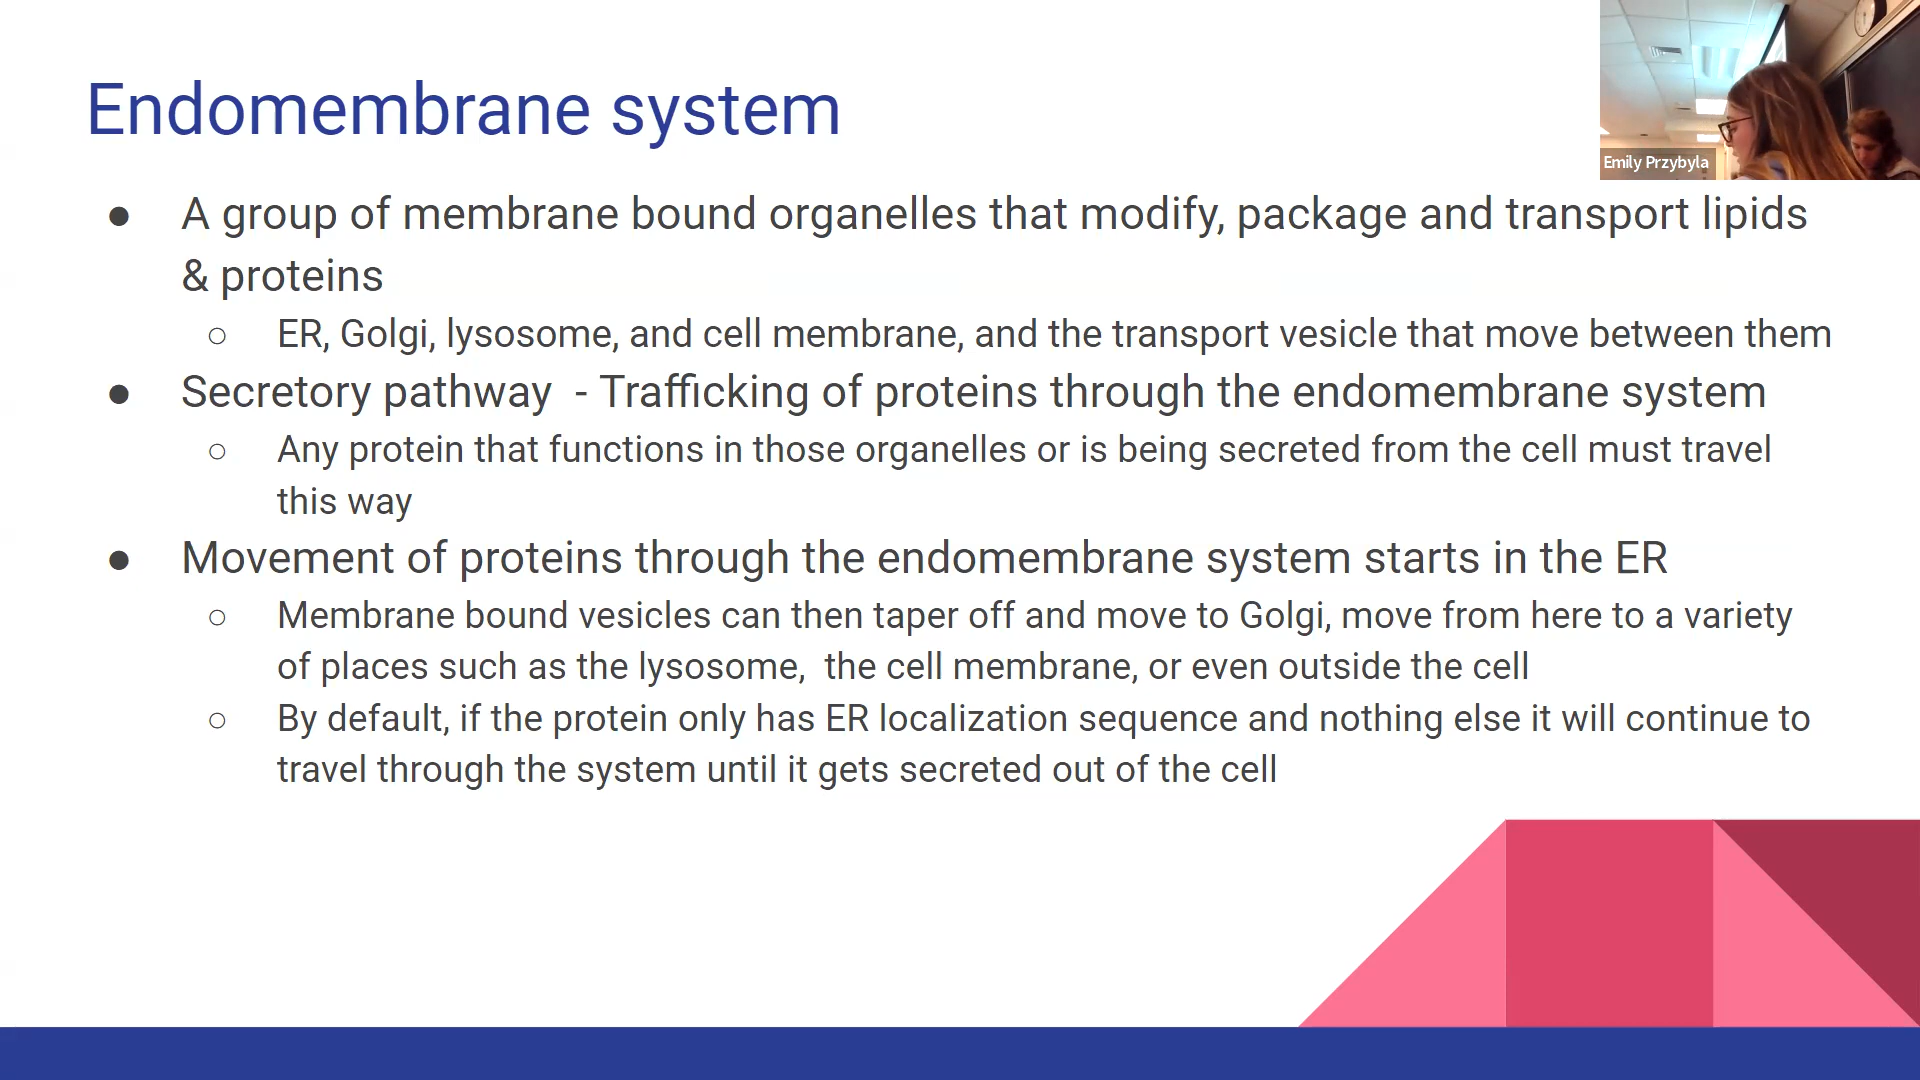 Endomembrane system
Emily Przybyla
● A group of membrane bound organelles that modify, package and transport lipids
& proteins
○ ER, Golgi, lysosome, and cell membrane, and the transport vesicle that move between them
● Secretory pathway  - Trafficking of proteins through the endomembrane system
○ Any protein that functions in those organelles or is being secreted from the cell must travel
this way
● Movement of proteins through the endomembrane system starts in the ER
○ Membrane bound vesicles can then taper off and move to Golgi, move from here to a variety
of places such as the lysosome,  the cell membrane, or even outside the cell
○ By default, if the protein only has ER localization sequence and nothing else it will continue to
travel through the system until it gets secreted out of the cell